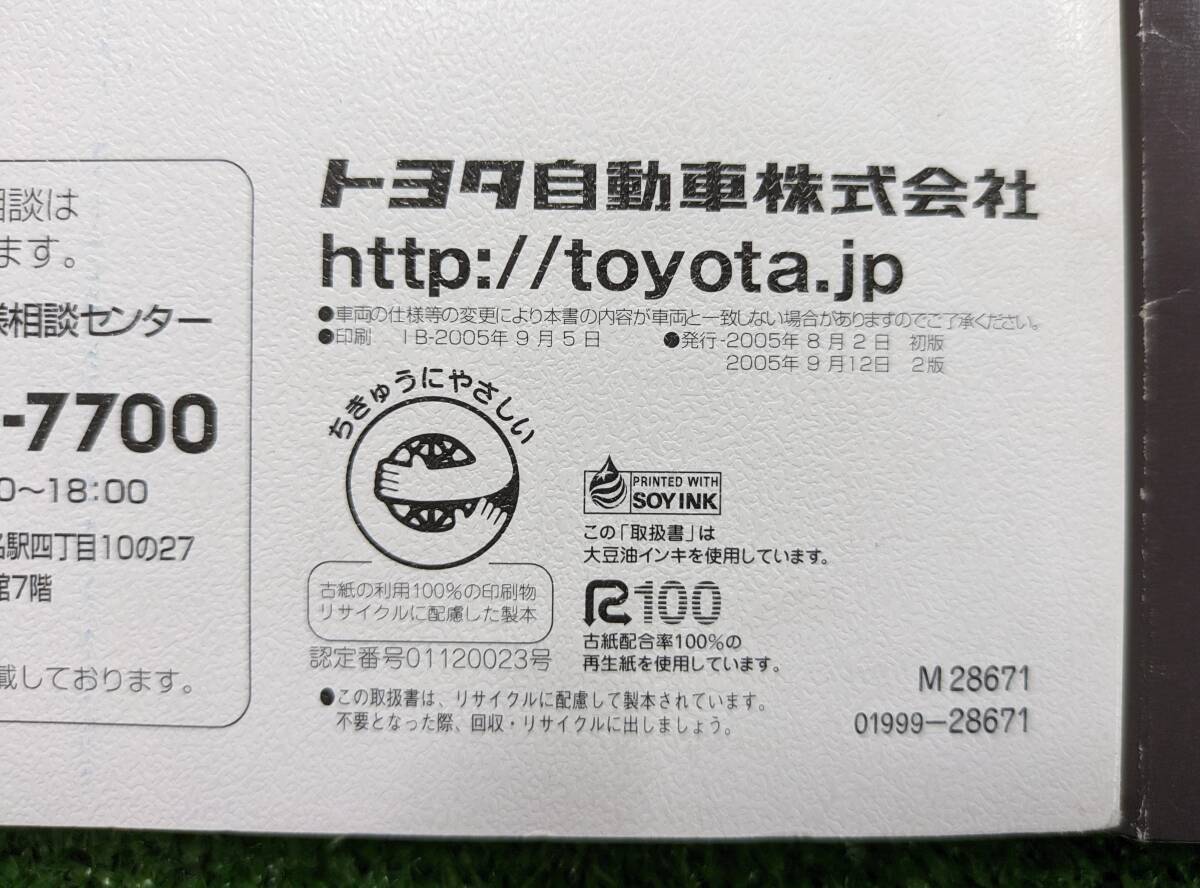 相談は
ます。
様相談センター
-7700
0～18：00
名駅四丁目10の27
館7階
載しております。
トヨタ自動車株式会社
http://toyota.jp
●車両の仕様等の変更により本書の内容が車両と一致しない場合がありますのでご了承ください。
●印刷　IB-2005年 9 月 5 日　●発行-2005年 8 月 2 日　初版
2005年 9 月12日　2版
ちきゅうにやさしい
古紙の利用100%の印刷物
リサイクルに配慮した製本
認定番号01120023号
PRINTED WITH
SOY INK
この「取扱書」は
大豆油インキを使用しています。
R100
古紙配合率100%の
再生紙を使用しています。
●この取扱書は、リサイクルに配慮して製本されています。
不要となった際、回収・リサイクルに出しましょう。
M 28671
01999-28671